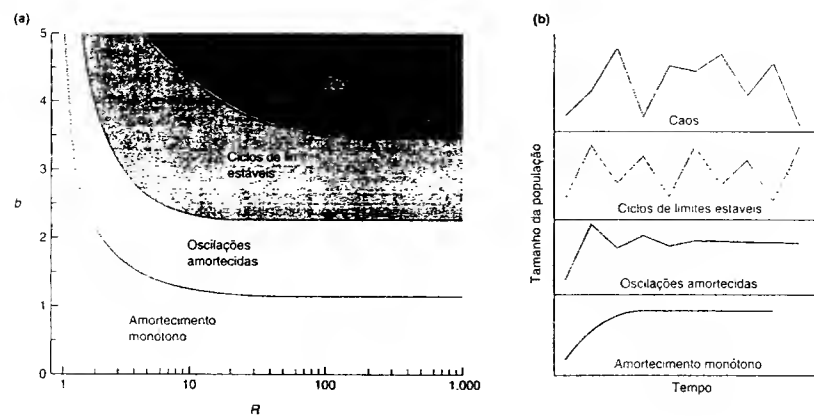 (a)
5
4
3
2
1
0
b
Ciclos de lim
estáveis
Oscilações
amortecidas
Amortecimento
monótono
1
10
100
1.000
R
(b)
Tamanho da população
Caos
Ciclos de limites estáveis
Oscilações amortecidas
Amortecimento monótono
Tempo